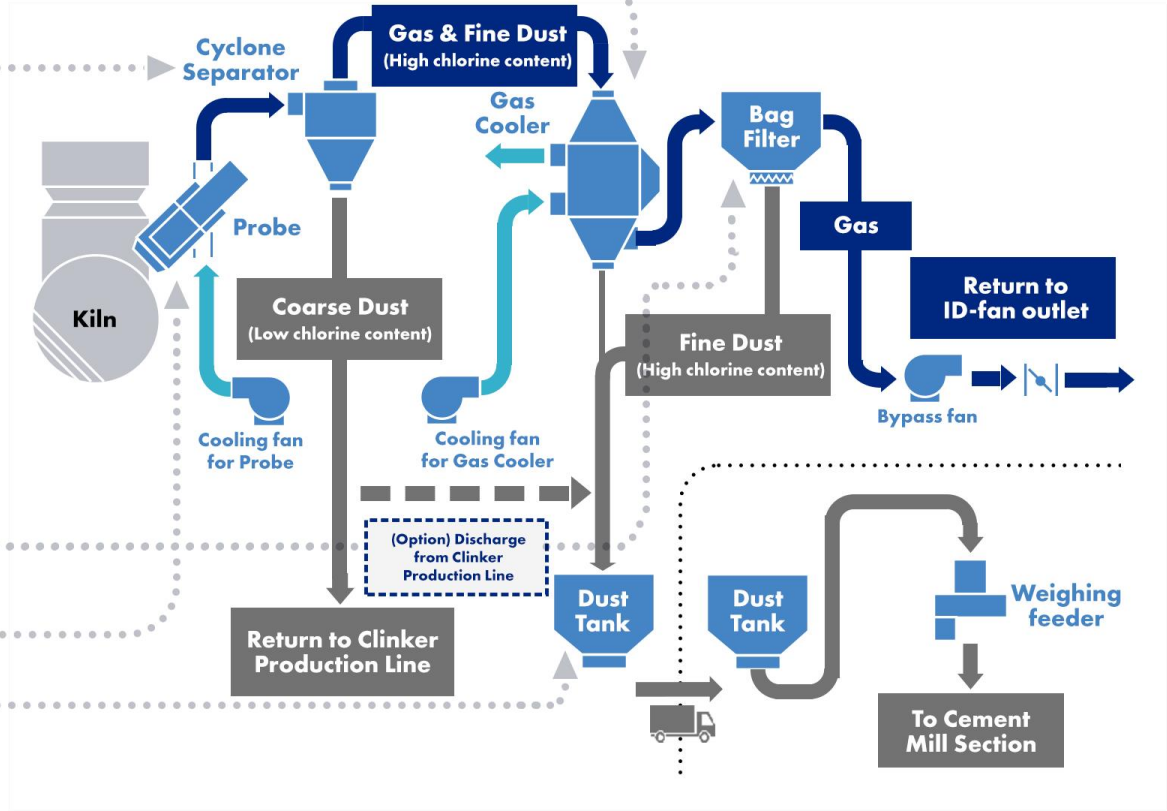 Gas & Fine Dust
(High chlorine content)
Cyclone
Separator
Gas
Cooler
Bag
Filter
Probe
Gas
Kiln
Coarse Dust
(Low chlorine content)
Return to
ID-fan outlet
Fine Dust
(High chlorine content)
Bypass fan
Cooling fan
for Probe
Cooling fan
for Gas Cooler
(Option) Discharge
from Clinker
Production Line
Dust
Tank
Dust
Tank
Weighing
feeder
Return to Clinker
Production Line
To Cement
Mill Section